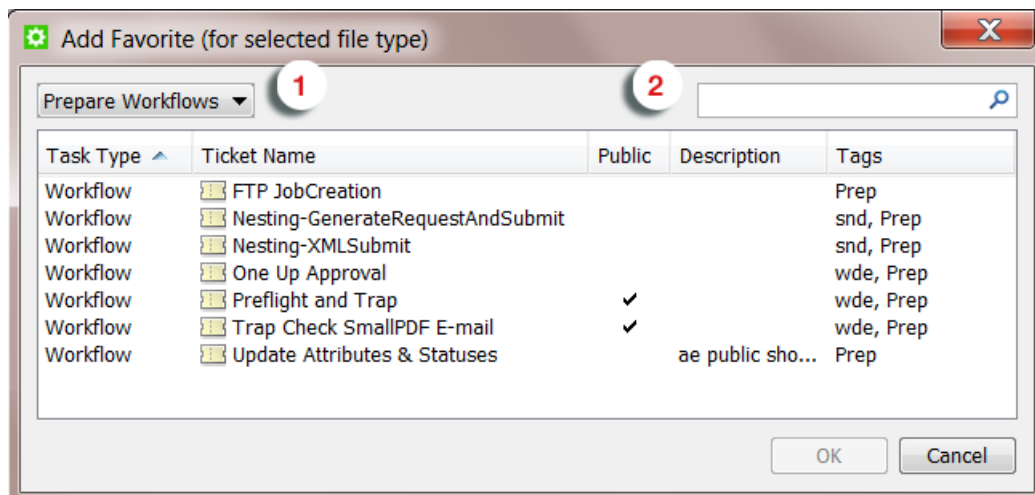 Add Favorite (for selected file type)
X
Prepare Workflows 1 2
Task Type Ticket Name Public Description Tags
Workflow FTP JobCreation Prep
Workflow Nesting-GenerateRequestAndSubmit snd, Prep
Workflow Nesting-XMLSubmit snd, Prep
Workflow One Up Approval wde, Prep
Workflow Preflight and Trap ✔ wde, Prep
Workflow Trap Check SmallPDF E-mail ✔ wde, Prep
Workflow Update Attributes & Statuses ae public sho... Prep
OK Cancel